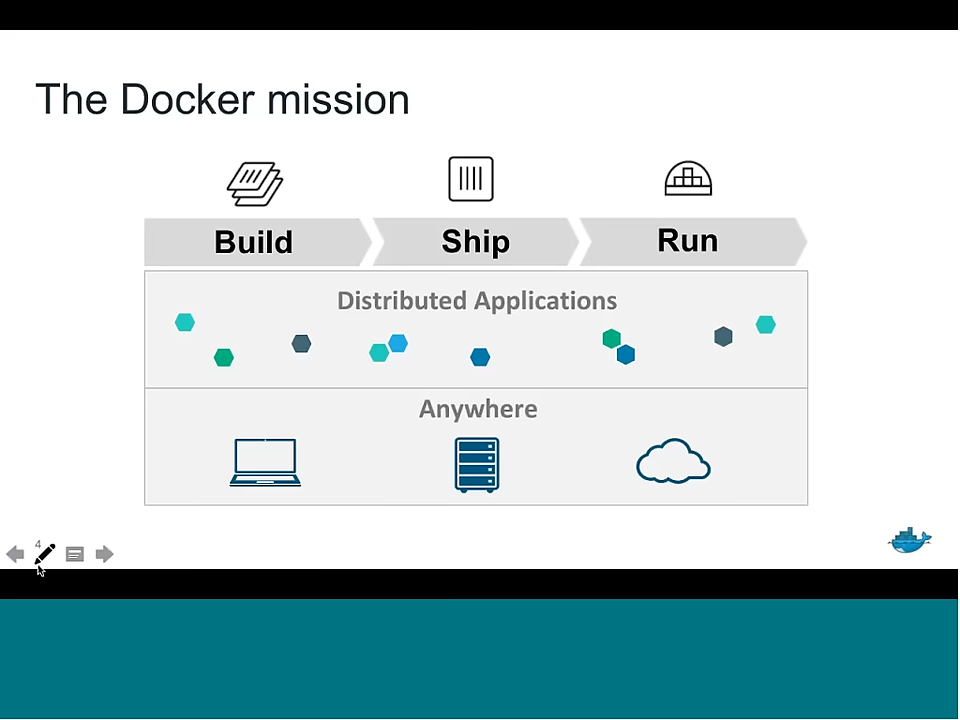 The Docker mission
Build
Ship
Run
Distributed Applications
Anywhere
4